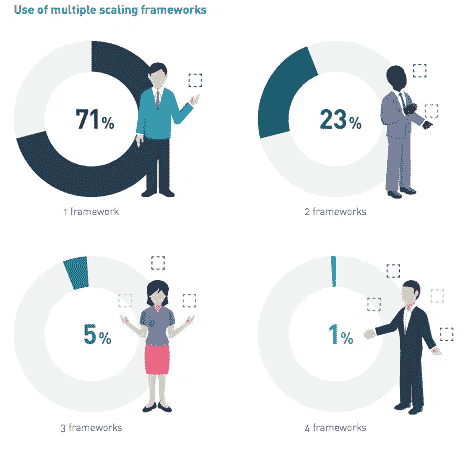 Use of multiple scaling frameworks
71%
23%
1 framework
2 frameworks
5%
1%
3 frameworks
4 frameworks